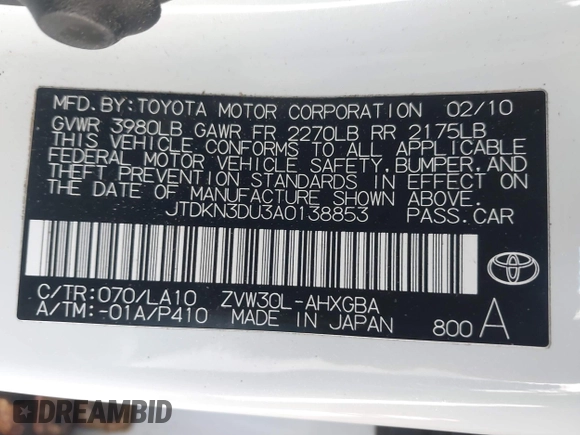 MFD. BY: TOYOTA MOTOR CORPORATION 02/10
GVWR 3980LB GAWR FR 2270LB RR 2175LB
THIS VEHICLE CONFORMS TO ALL APPLICABLE
FEDERAL MOTOR VEHICLE SAFETY, BUMPER, AND
THEFT PREVENTION STANDARDS IN EFFECT ON
THE DATE OF MANUFACTURE SHOWN ABOVE.
JTDKN3DU3A0138853 PASS. CAR
C/TR: 070/LA10 ZVW30L-AHXGBA
A/TM: -01A/P410 MADE IN JAPAN 800 A
DREAMBID